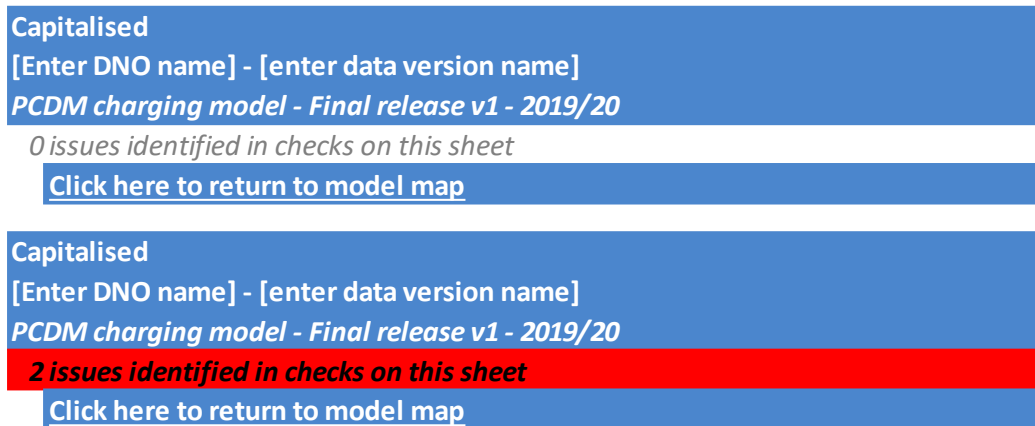 Capitalised
[Enter DNO name] - [enter data version name]
PCDM charging model - Final release v1 - 2019/20
0 issues identified in checks on this sheet
Click here to return to model map
Capitalised
[Enter DNO name] - [enter data version name]
PCDM charging model - Final release v1 - 2019/20
2 issues identified in checks on this sheet
Click here to return to model map